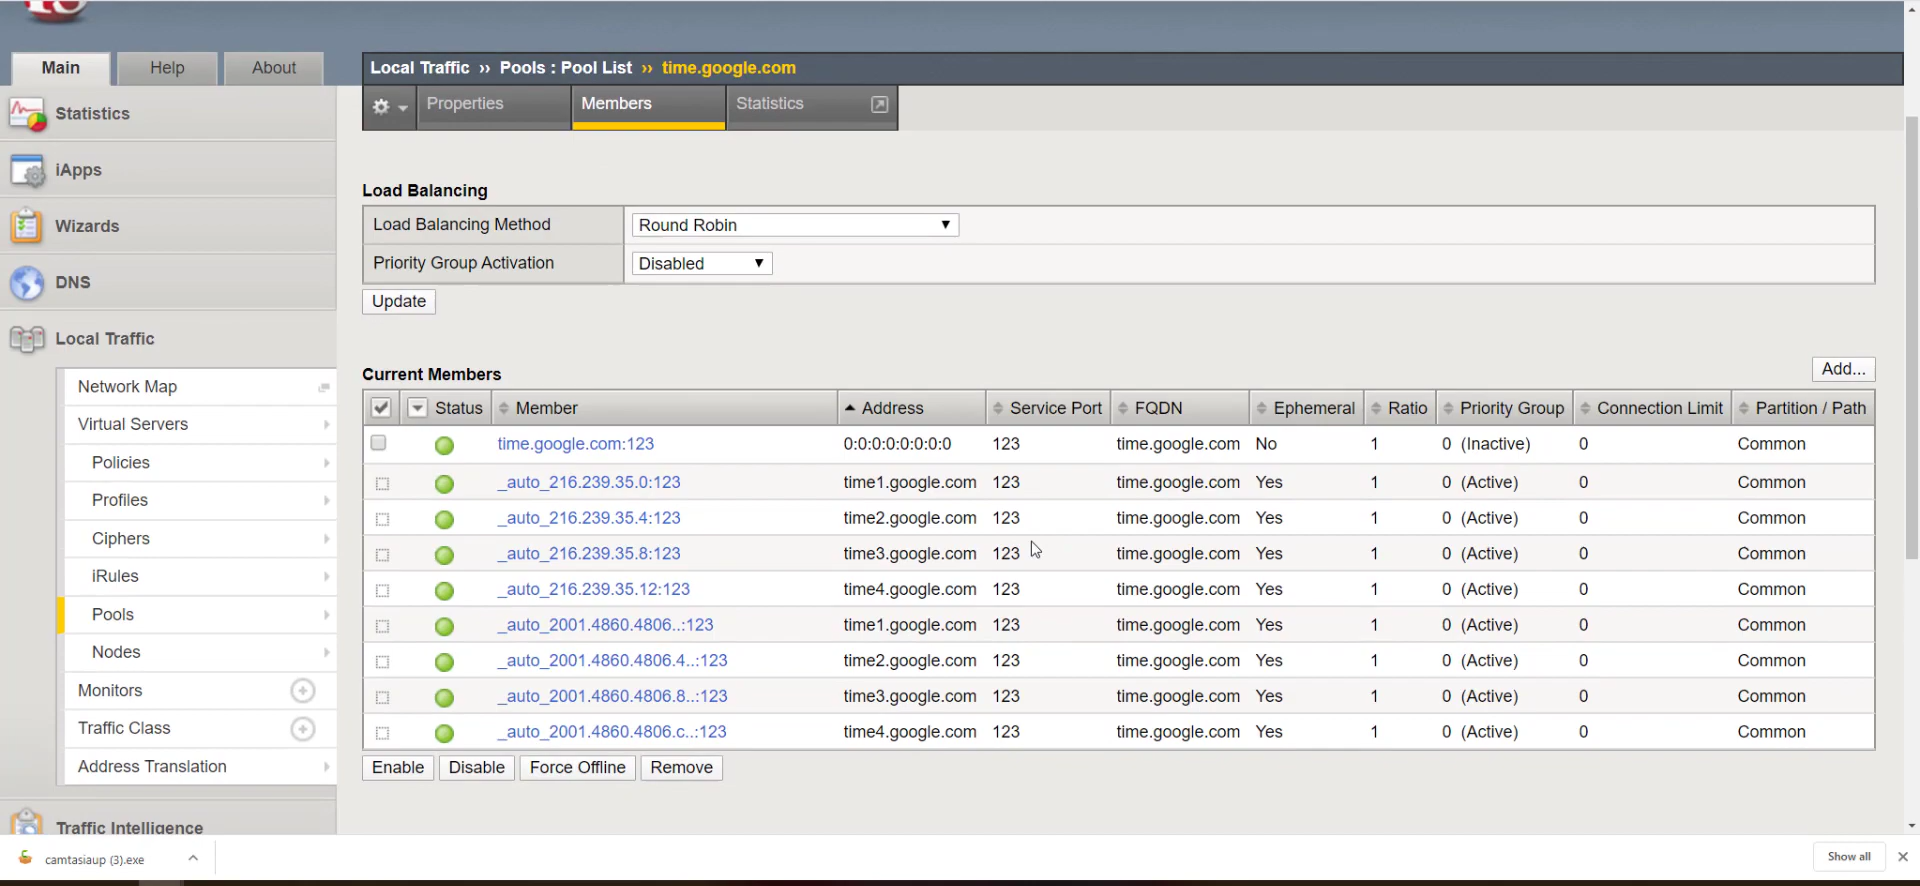 Main Help About
Local Traffic ›› Pools : Pool List ›› time.google.com
Properties Members Statistics
Statistics
iApps
Wizards
DNS
Local Traffic
Network Map
Virtual Servers
Policies
Profiles
Ciphers
iRules
Pools
Nodes
Monitors
Traffic Class
Address Translation
Traffic Intelligence
Load Balancing
Load Balancing Method Round Robin
Priority Group Activation Disabled
Update
Current Members Add...
Status Member Address Service Port FQDN Ephemeral Ratio Priority Group Connection Limit Partition / Path
time.google.com:123 0:0:0:0:0:0:0:0 123 time.google.com No 1 0 (Inactive) 0 Common
_auto_216.239.35.0:123 time1.google.com 123 time.google.com Yes 1 0 (Active) 0 Common
_auto_216.239.35.4:123 time2.google.com 123 time.google.com Yes 1 0 (Active) 0 Common
_auto_216.239.35.8:123 time3.google.com 123 time.google.com Yes 1 0 (Active) 0 Common
_auto_216.239.35.12:123 time4.google.com 123 time.google.com Yes 1 0 (Active) 0 Common
_auto_2001.4860.4806..:123 time1.google.com 123 time.google.com Yes 1 0 (Active) 0 Common
_auto_2001.4860.4806.4..:123 time2.google.com 123 time.google.com Yes 1 0 (Active) 0 Common
_auto_2001.4860.4806.8..:123 time3.google.com 123 time.google.com Yes 1 0 (Active) 0 Common
_auto_2001.4860.4806.c..:123 time4.google.com 123 time.google.com Yes 1 0 (Active) 0 Common
Enable Disable Force Offline Remove
camtasiaup (3).exe Show all